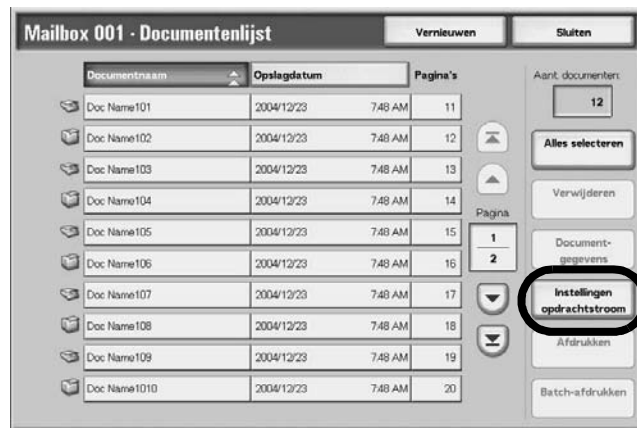 Mailbox 001 - Documentenlijst
Vernieuwen
Sluiten
Documentnaam
Opslagdatum
Pagina's
Doc Name101 2004/12/23 7:48 AM 11
Doc Name102 2004/12/23 7:48 AM 12
Doc Name103 2004/12/23 7:48 AM 13
Doc Name104 2004/12/23 7:48 AM 14
Doc Name105 2004/12/23 7:48 AM 15
Doc Name106 2004/12/23 7:48 AM 16
Doc Name107 2004/12/23 7:48 AM 17
Doc Name108 2004/12/23 7:48 AM 18
Doc Name109 2004/12/23 7:48 AM 19
Doc Name1010 2004/12/23 7:48 AM 20
Pagina
1
2
Aant. documenten:
12
Alles selecteren
Verwijderen
Document-
gegevens
Instellingen
opdrachtstroom
Afdrukken
Batch-afdrukken